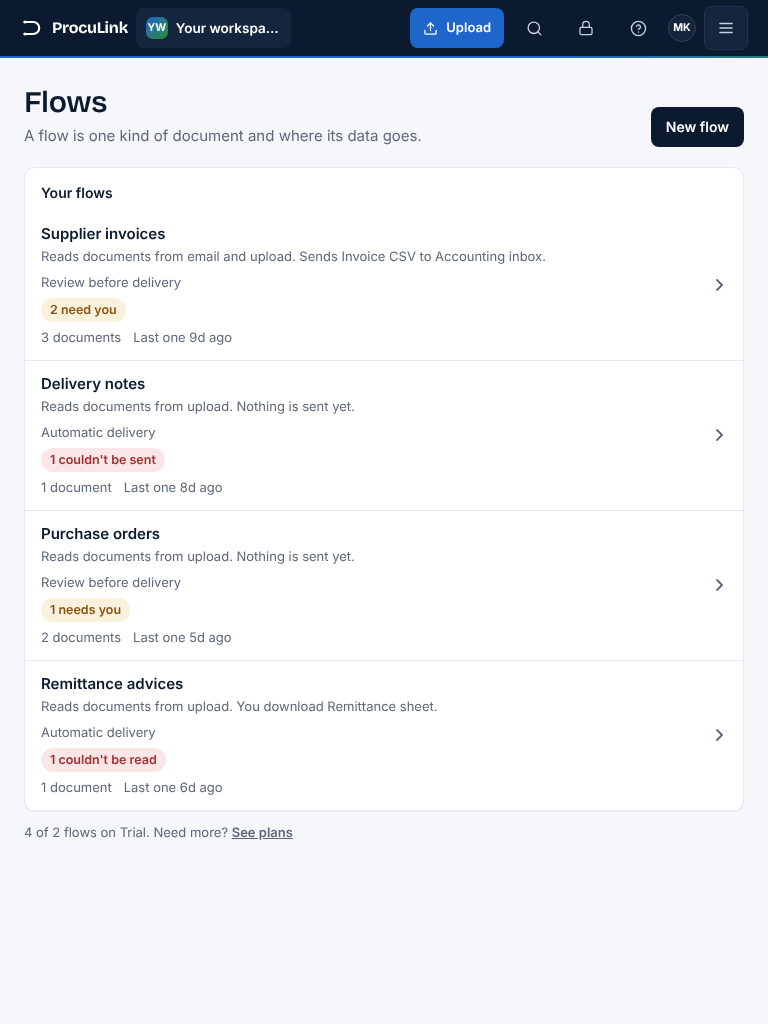 ProcuLink
YW Your workspa...
Upload
MK
Flows
A flow is one kind of document and where its data goes.
New flow
Your flows
Supplier invoices
Reads documents from email and upload. Sends Invoice CSV to Accounting inbox.
Review before delivery
2 need you
3 documents Last one 9d ago
Delivery notes
Reads documents from upload. Nothing is sent yet.
Automatic delivery
1 couldn't be sent
1 document Last one 8d ago
Purchase orders
Reads documents from upload. Nothing is sent yet.
Review before delivery
1 needs you
2 documents Last one 5d ago
Remittance advices
Reads documents from upload. You download Remittance sheet.
Automatic delivery
1 couldn't be read
1 document Last one 6d ago
4 of 2 flows on Trial. Need more? See plans